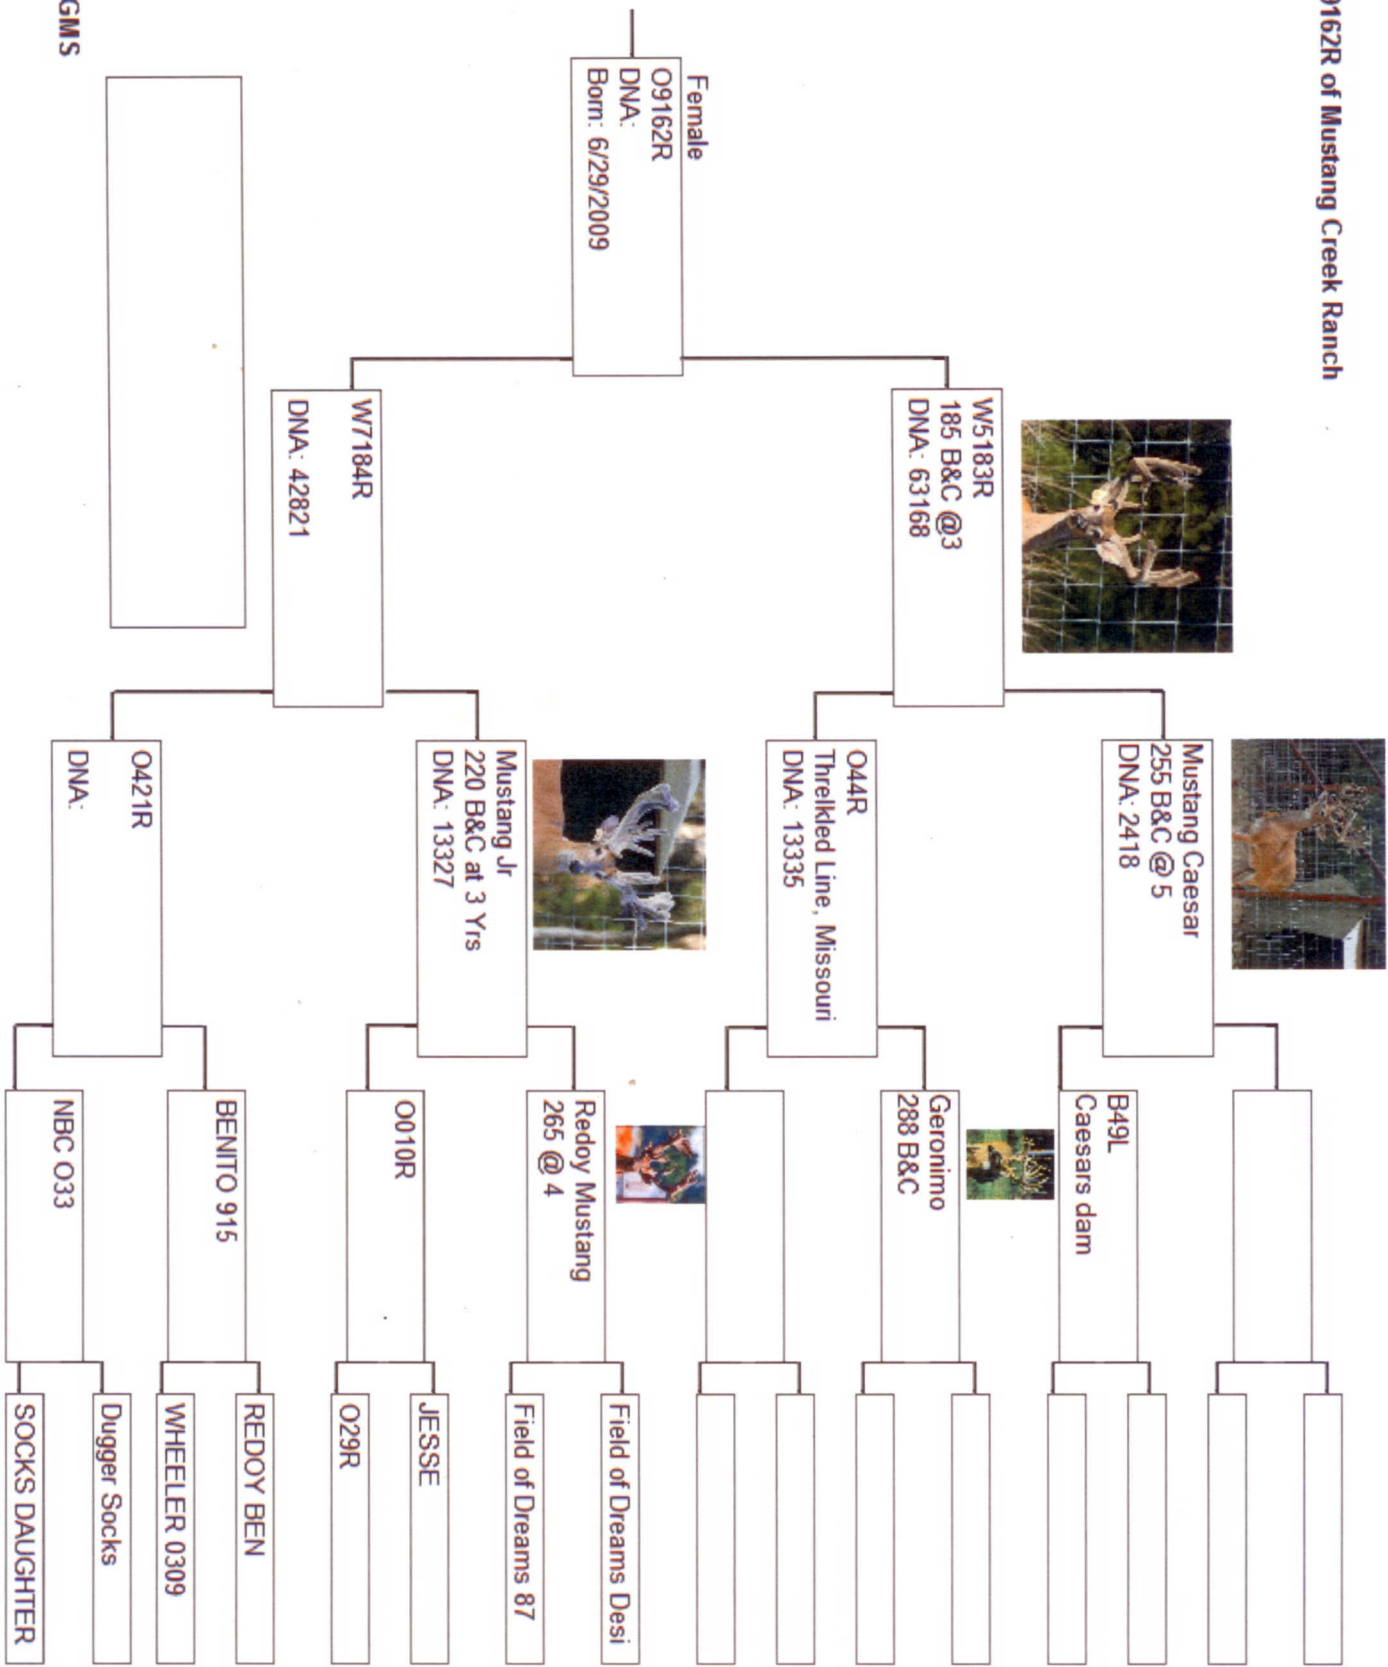 9162R of Mustang Creek Ranch
Female
O9162R
DNA:
Born: 6/29/2009
W5183R
185 B&C @3
DNA: 63168
W7184R
DNA: 42821
Mustang Caesar
255 B&C @ 5
DNA: 2418
O44R
Threlkled Line, Missouri
DNA: 13335
Mustang Jr
220 B&C at 3 Yrs
DNA: 13327
O421R
DNA:
B49L
Caesars dam
Geronimo
288 B&C
Redoy Mustang
265 @ 4
O010R
BENITO 915
NBC O33
Field of Dreams Desi
Field of Dreams 87
JESSE
O29R
REDOY BEN
WHEELER 0309
Dugger Socks
SOCKS DAUGHTER
GMS